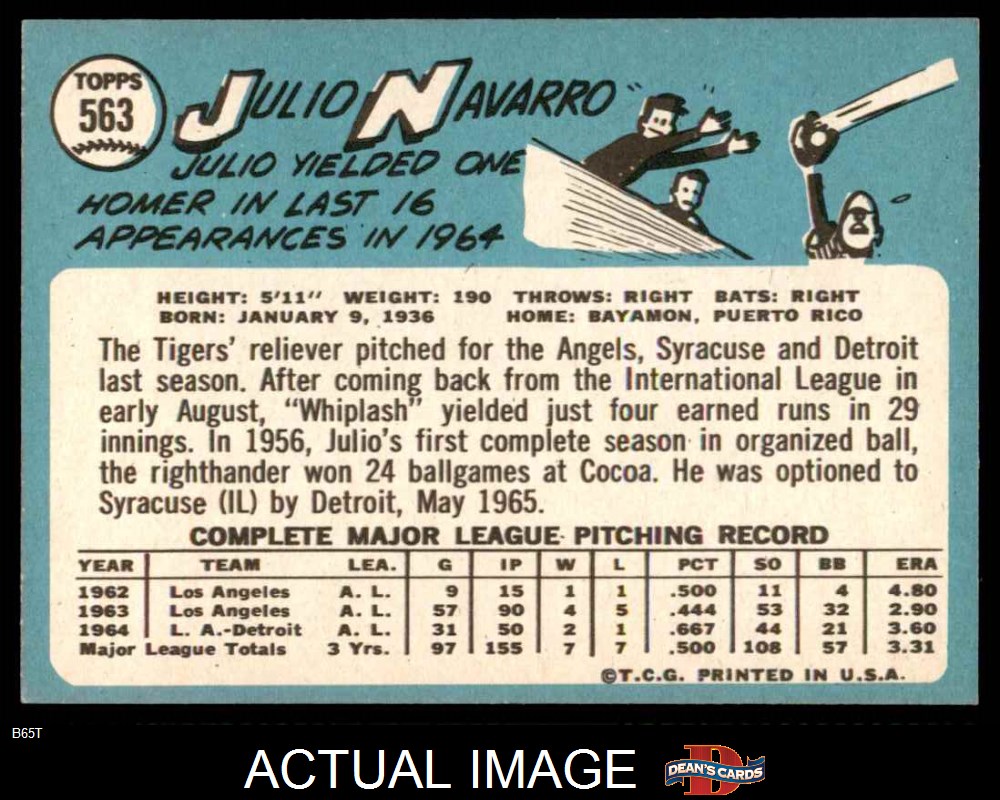 TOPPS
563
JULIO NAVARRO
JULIO YIELDED ONE
HOMER IN LAST 16
APPEARANCES IN 1964
HEIGHT: 5'11" WEIGHT: 190 THROWS: RIGHT BATS: RIGHT
BORN: JANUARY 9, 1936 HOME: BAYAMON, PUERTO RICO
The Tigers' reliever pitched for the Angels, Syracuse and Detroit
last season. After coming back from the International League in
early August, "Whiplash" yielded just four earned runs in 29
innings. In 1956, Julio's first complete season in organized ball,
the righthander won 24 ballgames at Cocoa. He was optioned to
Syracuse (IL) by Detroit, May 1965.
COMPLETE MAJOR LEAGUE PITCHING RECORD
YEAR TEAM LEA. G IP W L PCT SO BB ERA
1962 Los Angeles A. L. 9 15 1 1 .500 11 4 4.80
1963 Los Angeles A. L. 57 90 4 5 .444 53 32 2.90
1964 L. A.-Detroit A. L. 31 50 2 1 .667 44 21 3.60
Major League Totals 3 Yrs. 97 155 7 7 .500 108 57 3.31
©T.C.G. PRINTED IN U.S.A.
B65T
ACTUAL IMAGE
D
DEAN'S CARDS